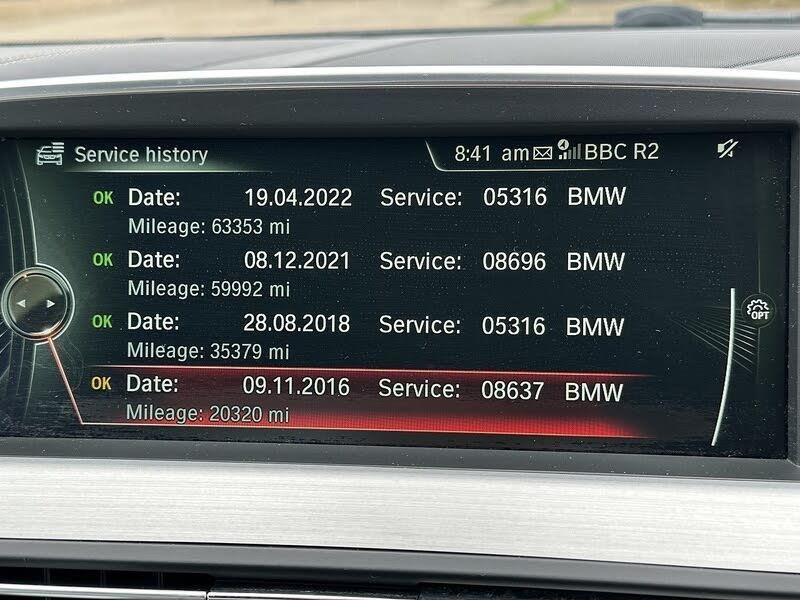 Service history 8:41 am BBC R2
OK Date: 19.04.2022 Service: 05316 BMW
Mileage: 63353 mi
OK Date: 08.12.2021 Service: 08696 BMW
Mileage: 59992 mi
OPT
OK Date: 28.08.2018 Service: 05316 BMW
Mileage: 35379 mi
OK Date: 09.11.2016 Service: 08637 BMW
Mileage: 20320 mi